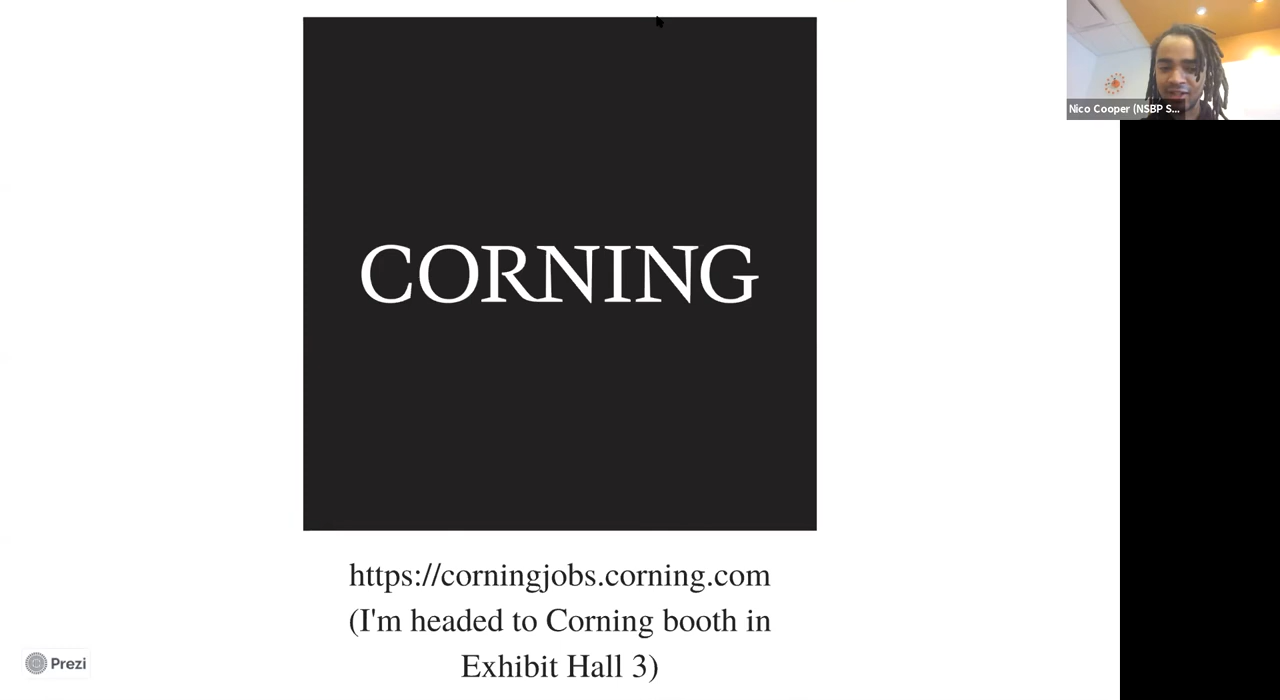 CORNING
https://corningjobs.corning.com
(I'm headed to Corning booth in
Exhibit Hall 3)
Nico Cooper (NSBP S...
Prezi